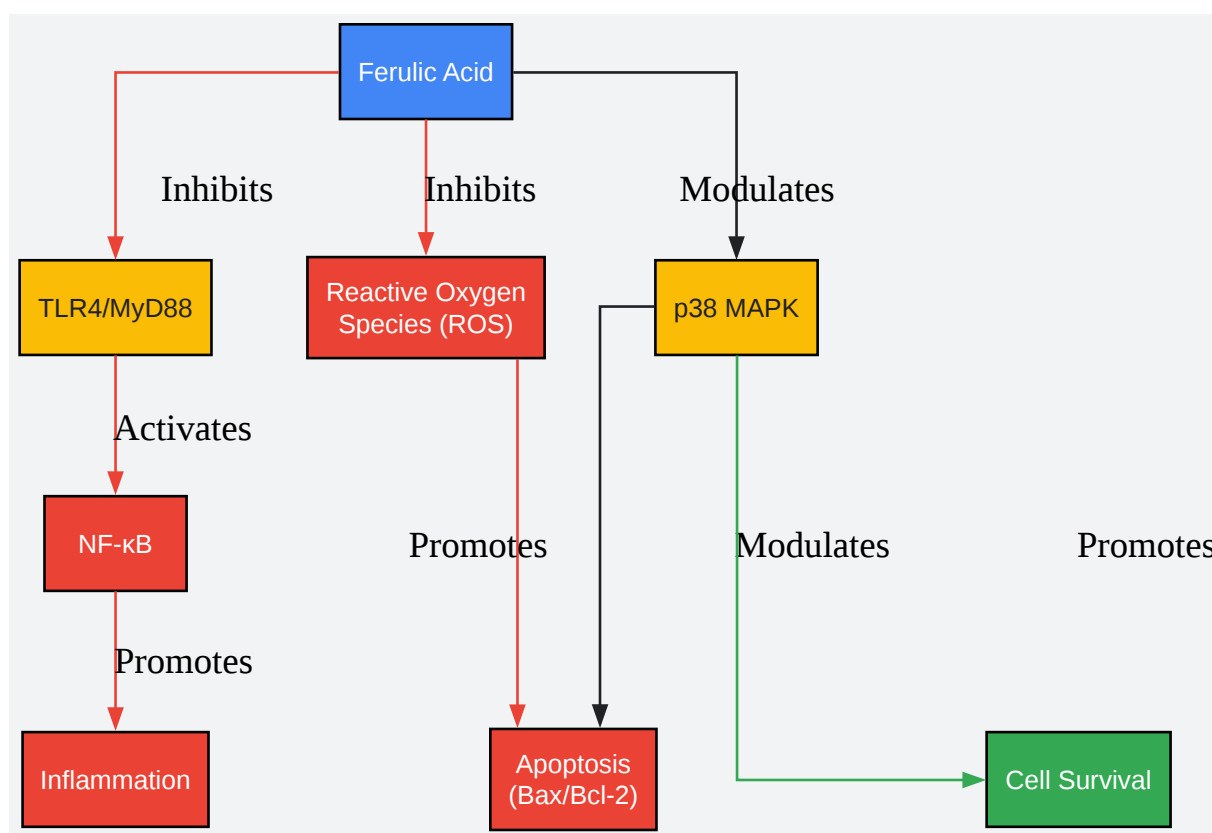 Ferulic Acid
Inhibits
Inhibits
Modulates
TLR4/MyD88
Reactive Oxygen
Species (ROS)
p38 MAPK
Activates
NF-κB
Promotes
Modulates
Promotes
Promotes
Inflammation
Apoptosis
(Bax/Bcl-2)
Cell Survival